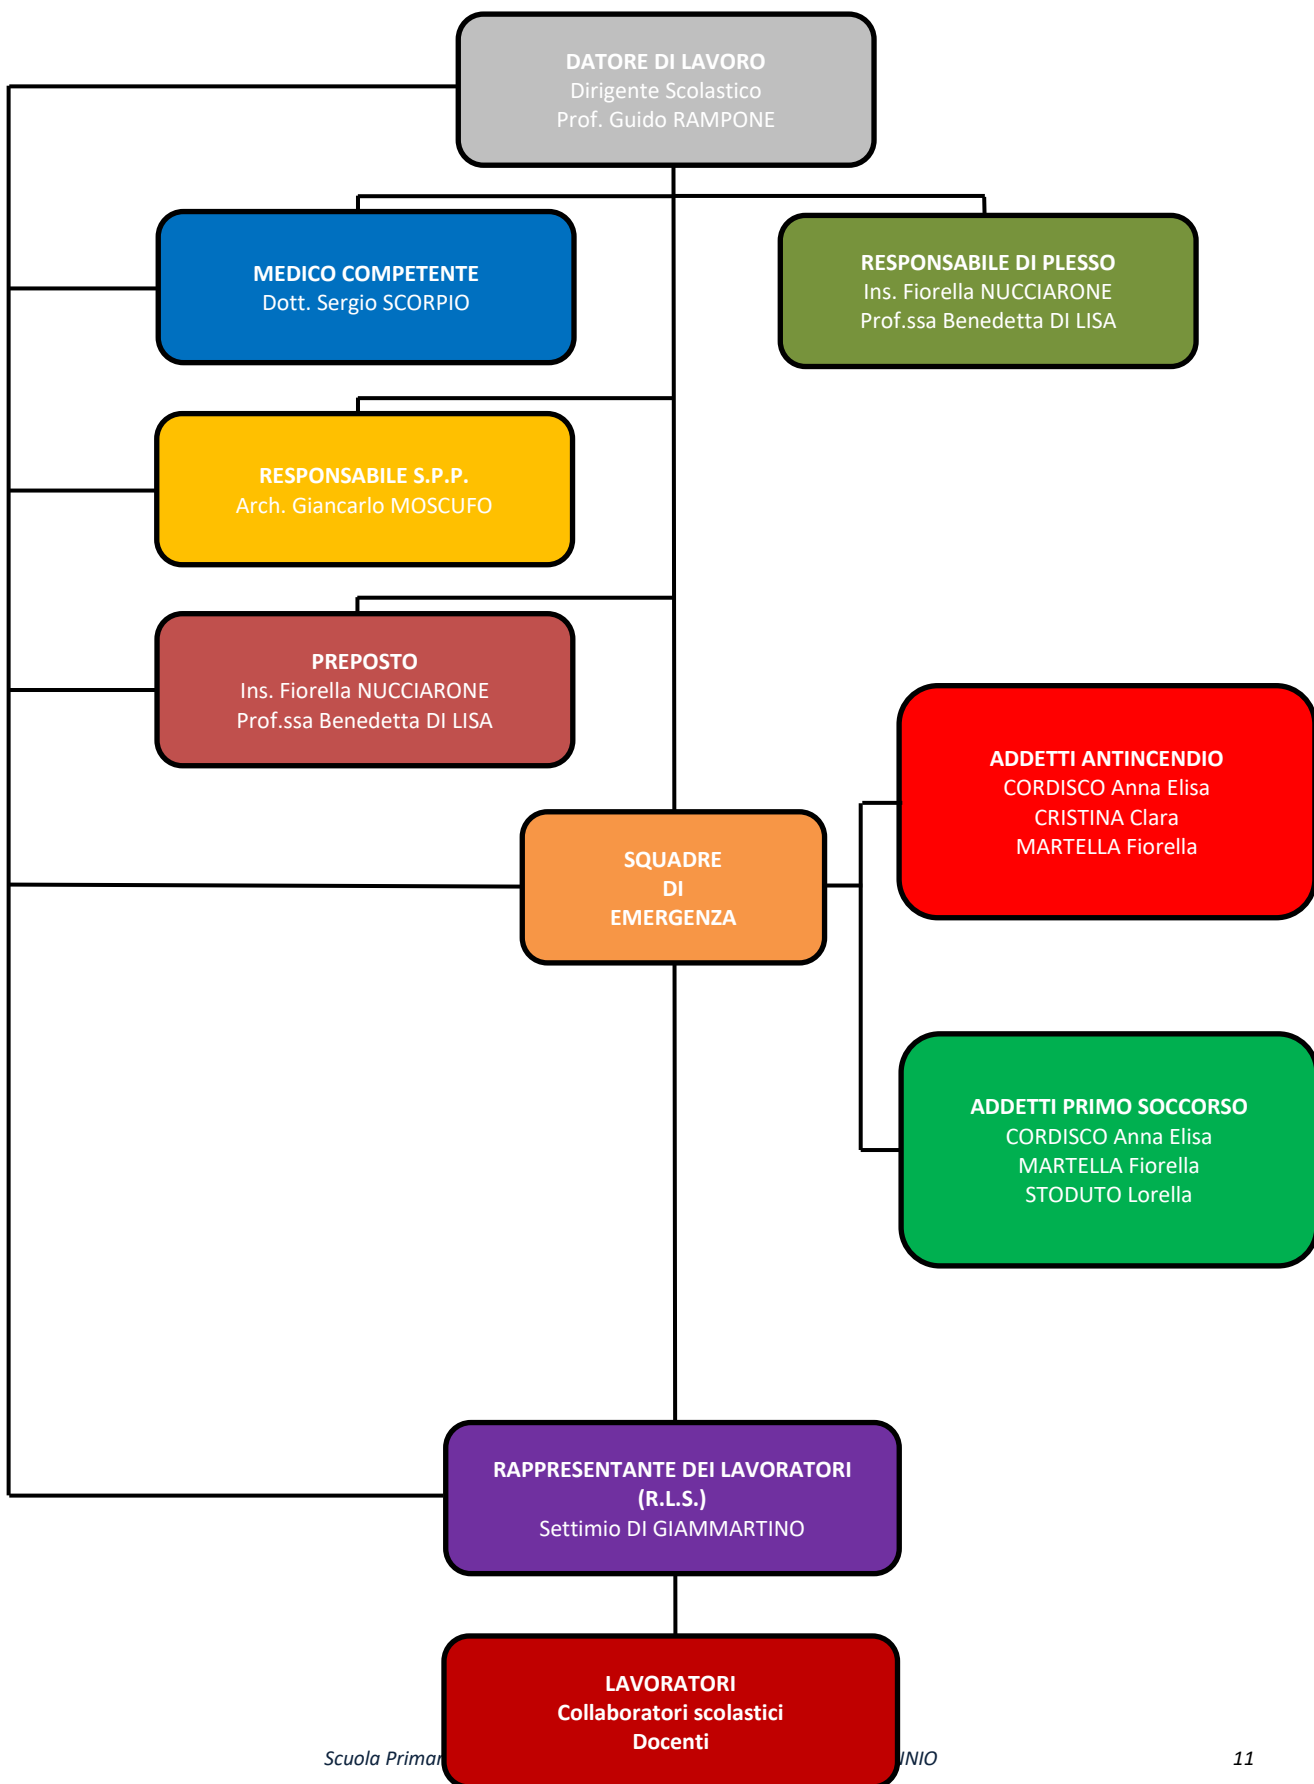 DATORE DI LAVORO
Dirigente Scolastico
Prof. Guido RAMPONE
MEDICO COMPETENTE
Dott. Sergio SCORPIO
RESPONSABILE DI PLESSO
Ins. Fiorella NUCCIARONE
Prof.ssa Benedetta DI LISA
RESPONSABILE S.P.P.
Arch. Giancarlo MOSCUFO
PREPOSTO
Ins. Fiorella NUCCIARONE
Prof.ssa Benedetta DI LISA
ADDETTI ANTINCENDIO
CORDISCO Anna Elisa
CRISTINA Clara
MARTELLA Fiorella
SQUADRE
DI
EMERGENZA
ADDETTI PRIMO SOCCORSO
CORDISCO Anna Elisa
MARTELLA Fiorella
STODUTO Lorella
RAPPRESENTANTE DEI LAVORATORI
(R.L.S.)
Settimio DI GIAMMARTINO
LAVORATORI
Collaboratori scolastici
Docenti
Scuola 11